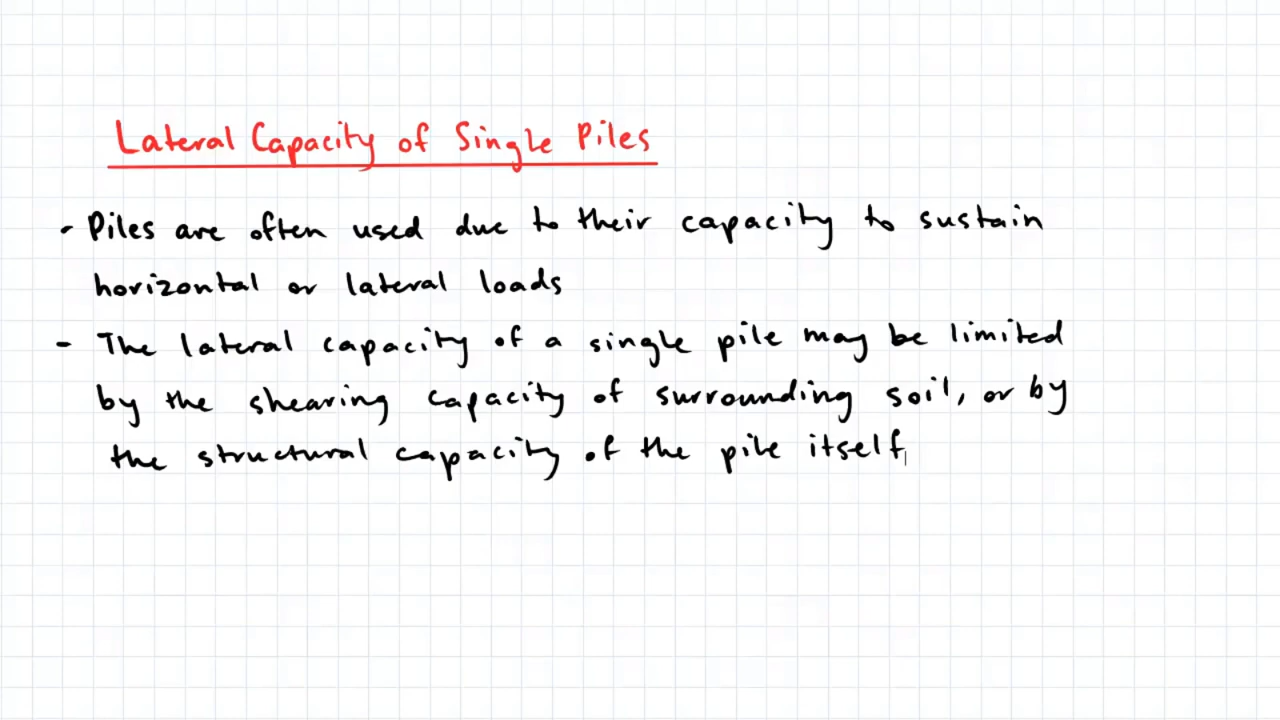 Lateral Capacity of Single Piles
- Piles are often used due to their capacity to sustain
horizontal or lateral loads
- The lateral capacity of a single pile may be limited
by the shearing capacity of surrounding soil, or by
the structural capacity of the pile itself